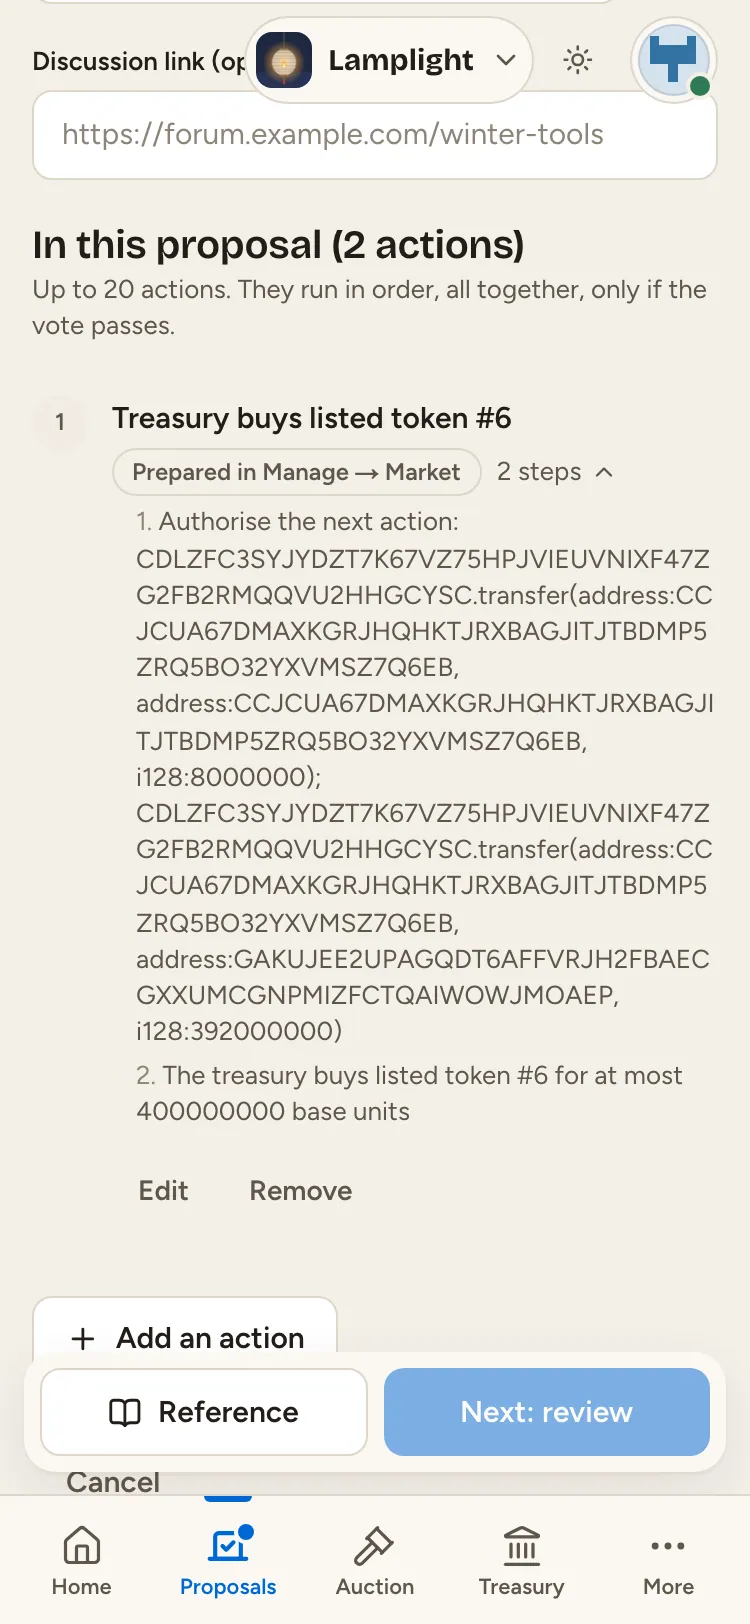 Discussion link (op
Lamplight
https://forum.example.com/winter-tools
In this proposal (2 actions)
Up to 20 actions. They run in order, all together, only if the
vote passes.
1
Treasury buys listed token #6
Prepared in Manage → Market
2 steps
1. Authorise the next action:
CDLZFC3SYJYDZT7K67VZ75HPJVIEUVNIXF47Z
G2FB2RMQQVU2HHGCYSC.transfer(address:CC
JCUA67DMAXKGRJHQHKTJRXBAGJITJTBDMP5
ZRQ5BO32YXVMSZ7Q6EB,
address:CCJCUA67DMAXKGRJHQHKTJRXBAGJI
TJTBDMP5ZRQ5BO32YXVMSZ7Q6EB,
i128:8000000);
CDLZFC3SYJYDZT7K67VZ75HPJVIEUVNIXF47Z
G2FB2RMQQVU2HHGCYSC.transfer(address:CC
JCUA67DMAXKGRJHQHKTJRXBAGJITJTBDMP5
ZRQ5BO32YXVMSZ7Q6EB,
address:GAKUJEE2UPAGQDT6AFFVRJH2FBAEC
GXXUMCGNPMIZFCTQAIWOWJMOAEP,
i128:392000000)
2. The treasury buys listed token #6 for at most
400000000 base units
Edit
Remove
Add an action
Reference
Next: review
Cancel
Home
Proposals
Auction
Treasury
More